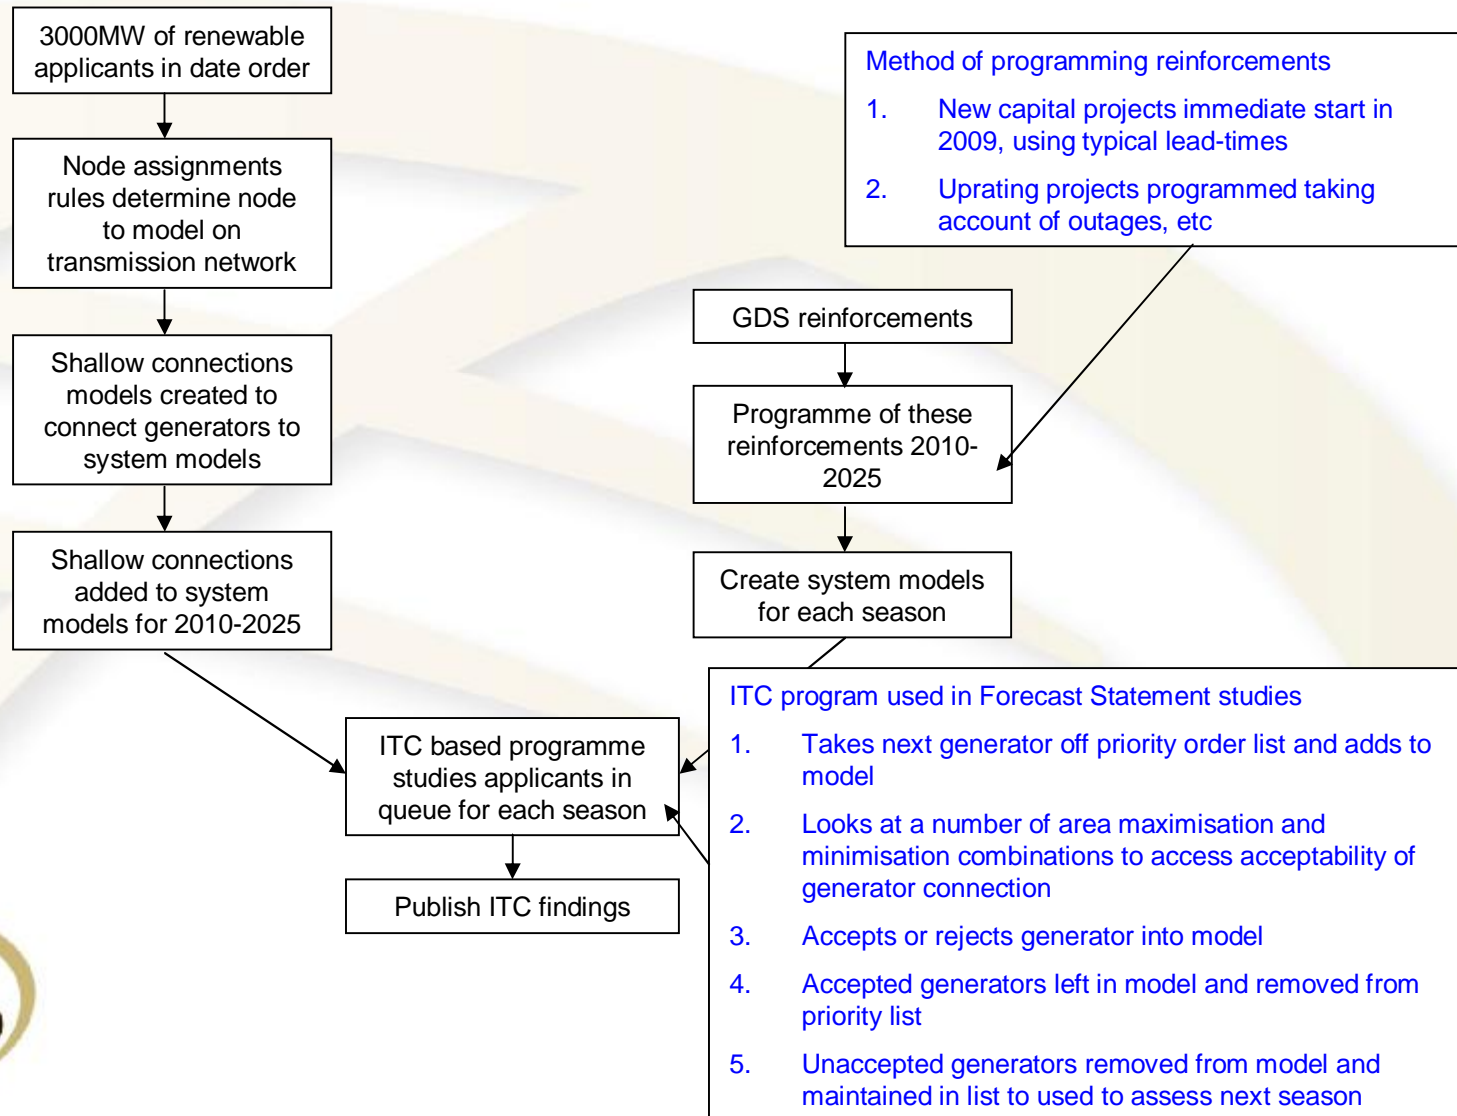 3000MW of renewable
applicants in date order
Node assignments
rules determine node
to model on
transmission network
Shallow connections
models created to
connect generators to
system models
Shallow connections
added to system
models for 2010-2025
Method of programming reinforcements
1. New capital projects immediate start in
2009, using typical lead-times
2. Uprating projects programmed taking
account of outages, etc
GDS reinforcements
Programme of these
reinforcements 2010-
2025
Create system models
for each season
ITC based programme
studies applicants in
queue for each season
Publish ITC findings
ITC program used in Forecast Statement studies
1. Takes next generator off priority order list and adds to
model
2. Looks at a number of area maximisation and
minimisation combinations to access acceptability of
generator connection
3. Accepts or rejects generator into model
4. Accepted generators left in model and removed from
priority list
5. Unaccepted generators removed from model and
maintained in list to used to assess next season